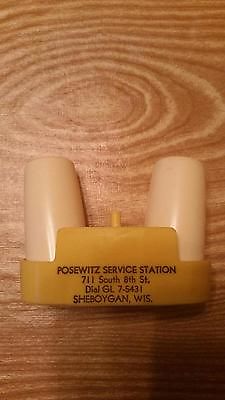 POSEWITZ SERVICE STATION
711 South 8th St.
Dial GL 7-5431
SHEBOYGAN, WIS.